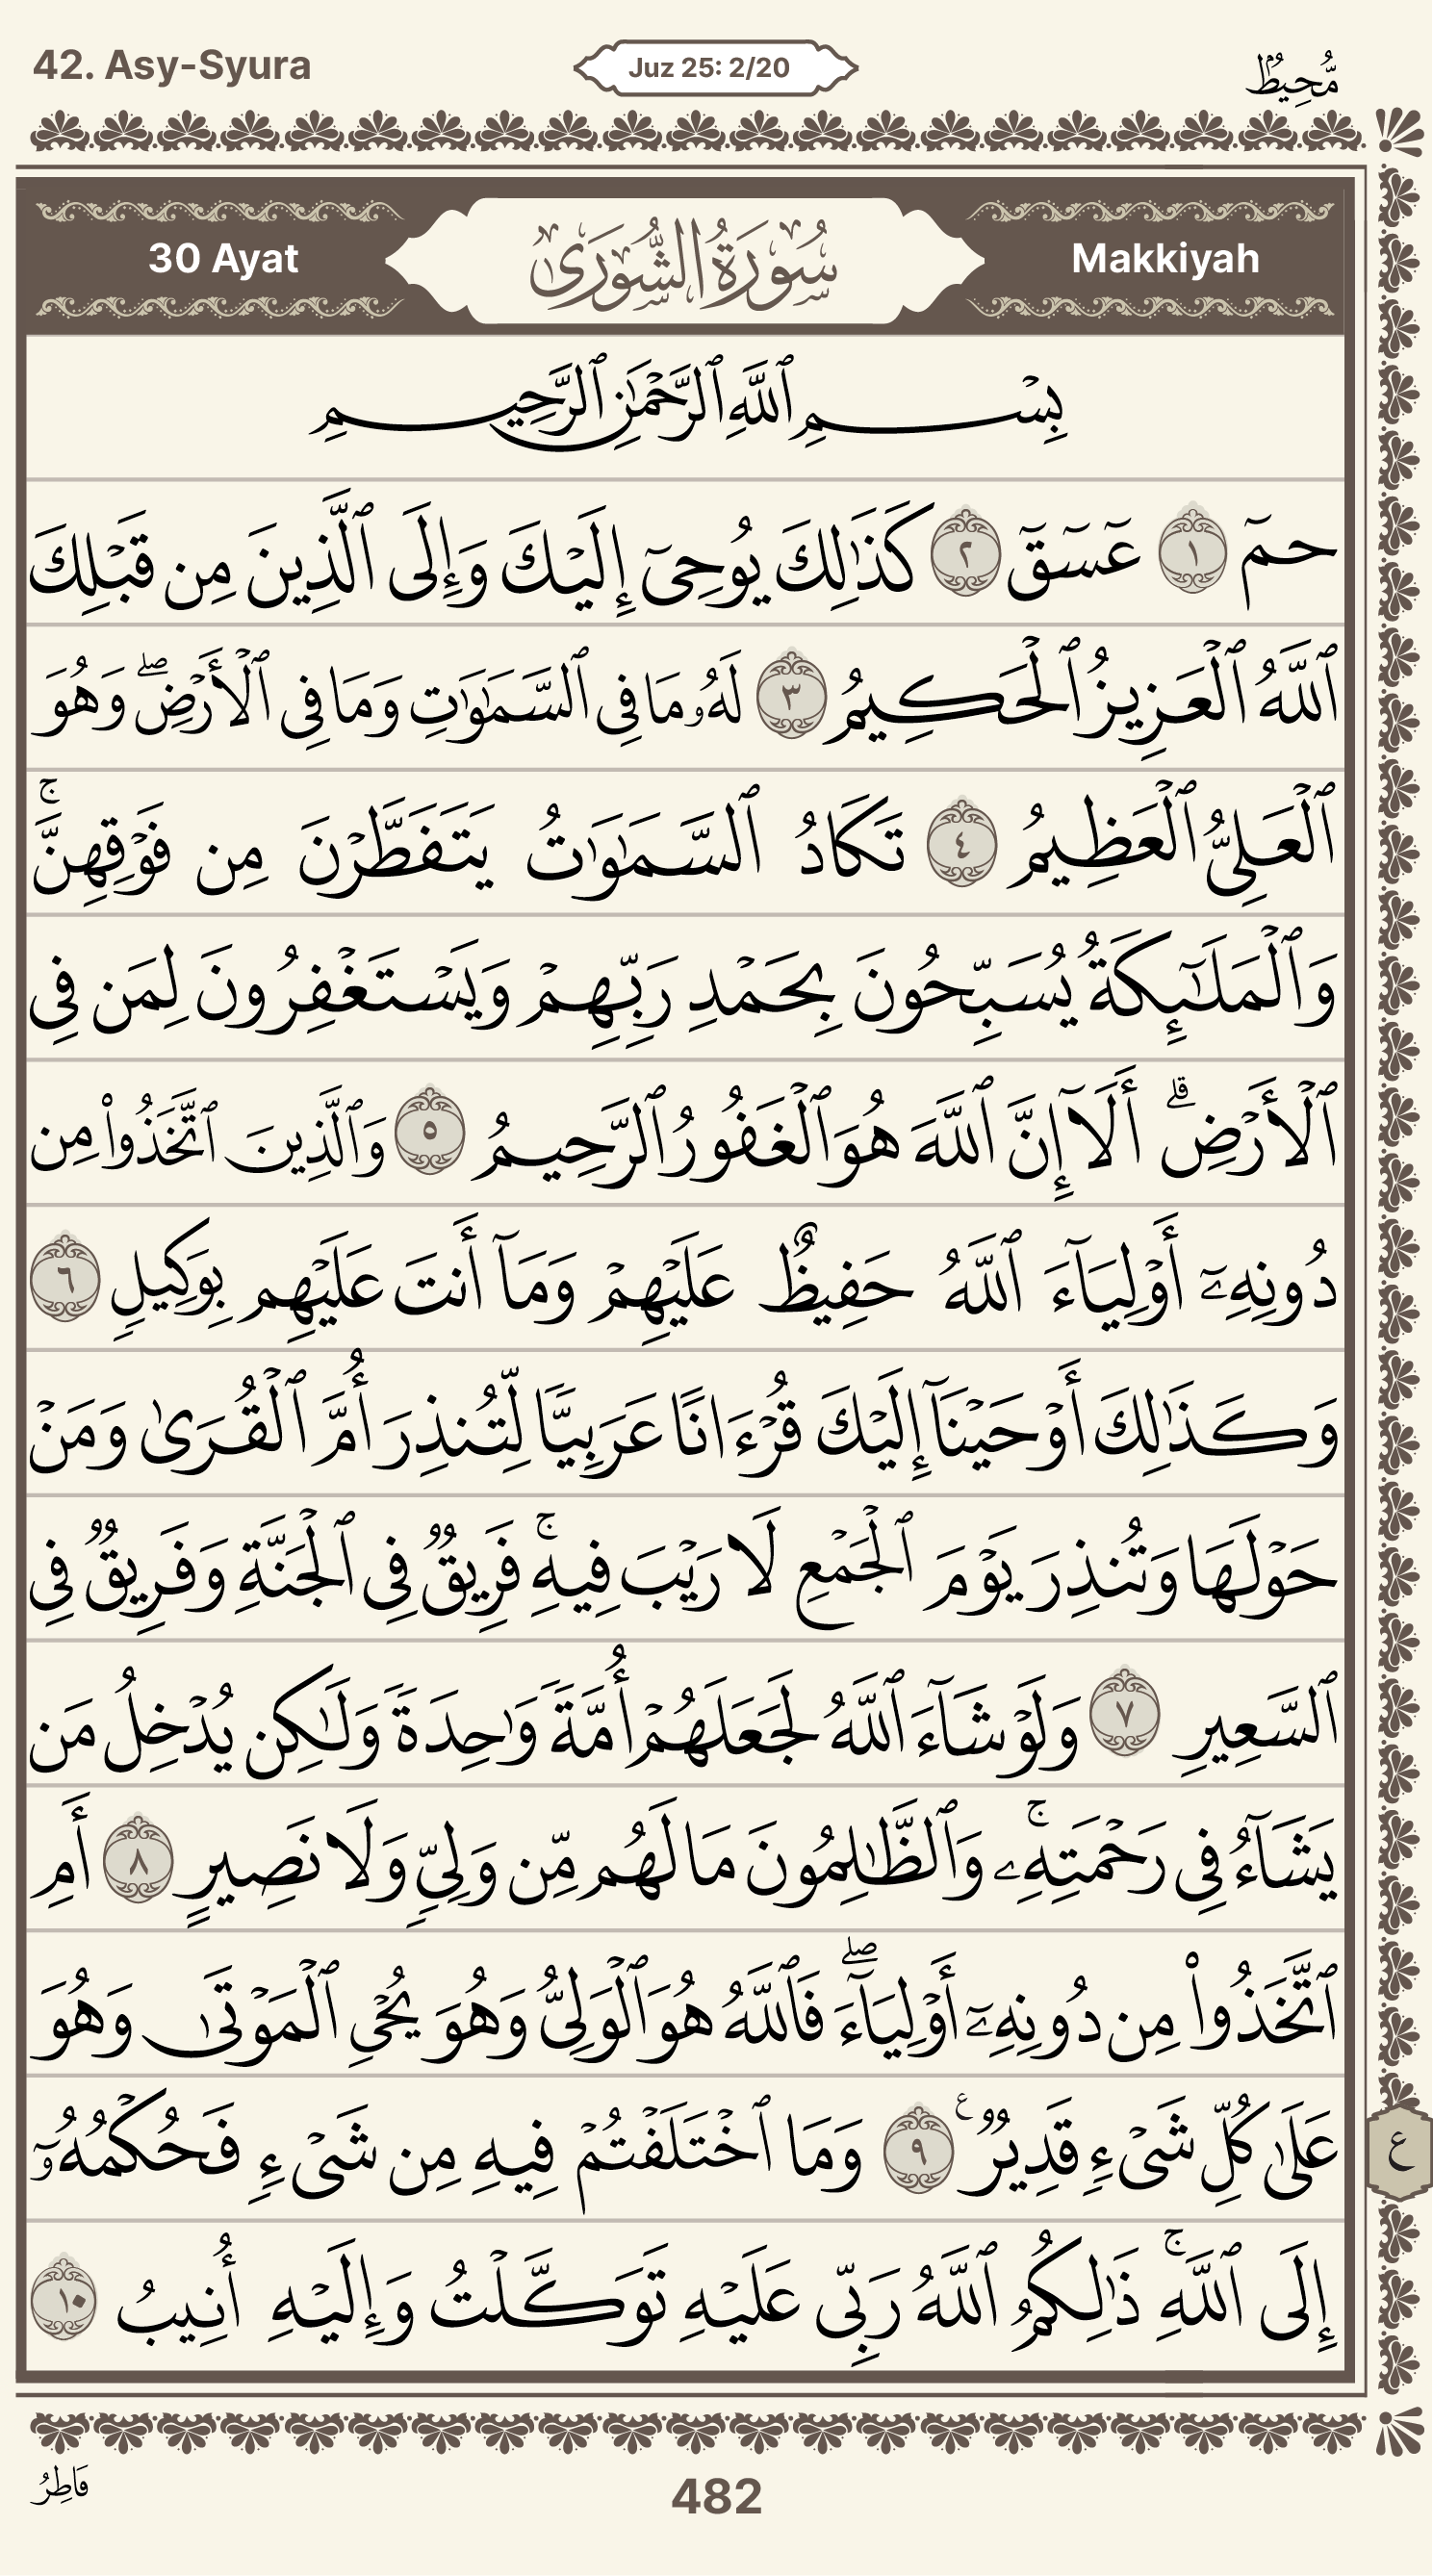 42. Asy-Syura
Juz 25: 2/20
مُّحِيطٌۢ
30 Ayat
سُورَةُ الشُّورَىٰ
Makkiyah
بِسْمِ ٱللَّهِ ٱلرَّحْمَٰنِ ٱلرَّحِيمِ
حمٓ ١ عٓسٓقٓ ٢ كَذَٰلِكَ يُوحِىٓ إِلَيْكَ وَإِلَى ٱلَّذِينَ مِن قَبْلِكَ
ٱللَّهُ ٱلْعَزِيزُ ٱلْحَكِيمُ ٣ لَهُۥ مَا فِى ٱلسَّمَٰوَٰتِ وَمَا فِى ٱلْأَرْضِ ۖ وَهُوَ
ٱلْعَلِىُّ ٱلْعَظِيمُ ٤ تَكَادُ ٱلسَّمَٰوَٰتُ يَتَفَطَّرْنَ مِن فَوْقِهِنَّ ۚ
وَٱلْمَلَٰٓئِكَةُ يُسَبِّحُونَ بِحَمْدِ رَبِّهِمْ وَيَسْتَغْفِرُونَ لِمَن فِى
ٱلْأَرْضِ ۗ أَلَآ إِنَّ ٱللَّهَ هُوَ ٱلْغَفُورُ ٱلرَّحِيمُ ٥ وَٱلَّذِينَ ٱتَّخَذُوا۟ مِن
دُونِهِۦٓ أَوْلِيَآءَ ٱللَّهُ حَفِيظٌ عَلَيْهِمْ وَمَآ أَنتَ عَلَيْهِم بِوَكِيلٍ ٦
وَكَذَٰلِكَ أَوْحَيْنَآ إِلَيْكَ قُرْءَانًا عَرَبِيًّا لِّتُنذِرَ أُمَّ ٱلْقُرَىٰ وَمَنْ
حَوْلَهَا وَتُنذِرَ يَوْمَ ٱلْجَمْعِ لَا رَيْبَ فِيهِ ۚ فَرِيقٌ فِى ٱلْجَنَّةِ وَفَرِيقٌ فِى
ٱلسَّعِيرِ ٧ وَلَوْ شَآءَ ٱللَّهُ لَجَعَلَهُمْ أُمَّةً وَٰحِدَةً وَلَٰكِن يُدْخِلُ مَن
يَشَآءُ فِى رَحْمَتِهِۦ ۚ وَٱلظَّٰلِمُونَ مَا لَهُم مِّن وَلِىٍّ وَلَا نَصِيرٍ ٨ أَمِ
ٱتَّخَذُوا۟ مِن دُونِهِۦٓ أَوْلِيَآءَ ۖ فَٱللَّهُ هُوَ ٱلْوَلِىُّ وَهُوَ يُحْىِ ٱلْمَوْتَىٰ وَهُوَ
عَلَىٰ كُلِّ شَىْءٍ قَدِيرٌ ع ٩ وَمَا ٱخْتَلَفْتُمْ فِيهِ مِن شَىْءٍ فَحُكْمُهُۥٓ
ع
إِلَى ٱللَّهِ ۚ ذَٰلِكُمُ ٱللَّهُ رَبِّى عَلَيْهِ تَوَكَّلْتُ وَإِلَيْهِ أُنِيبُ ١٠
فَاطِرُ
482